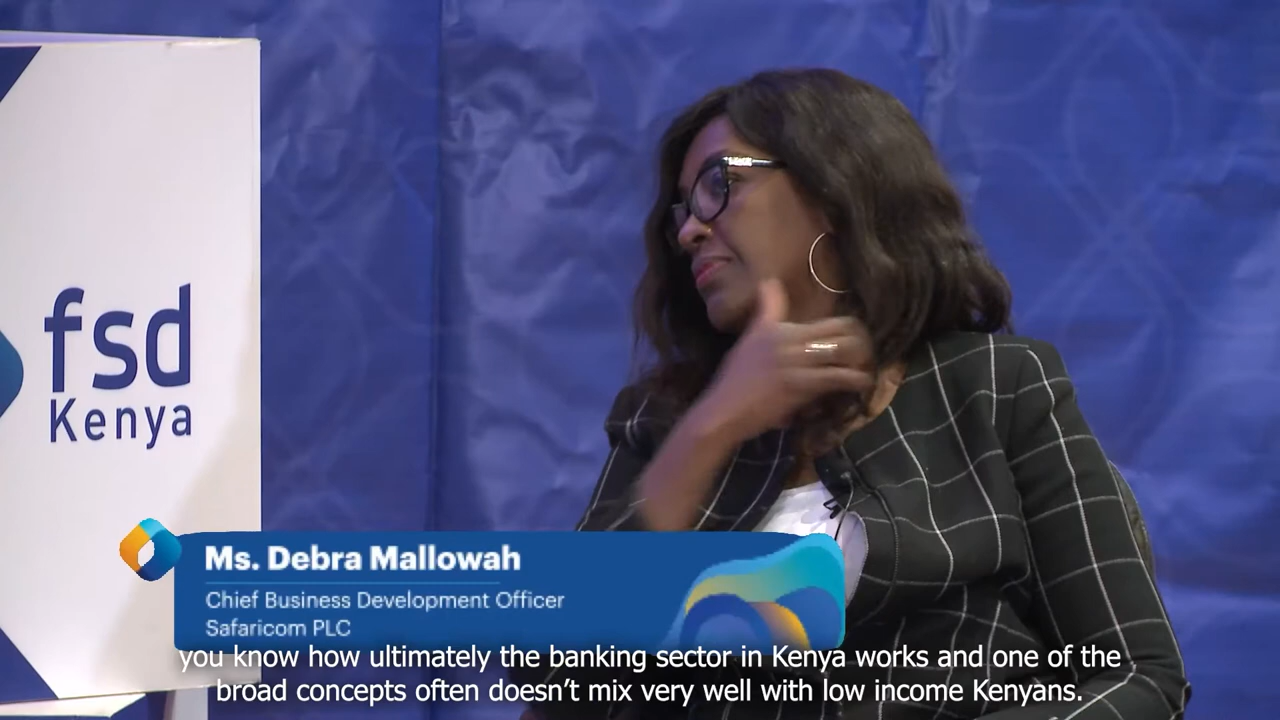 fsd
Kenya
Ms. Debra Mallowah
Chief Business Development Officer
Safaricom PLC
you know how ultimately the banking sector in Kenya works and one of the
broad concepts often doesn't mix very well with low income Kenyans.